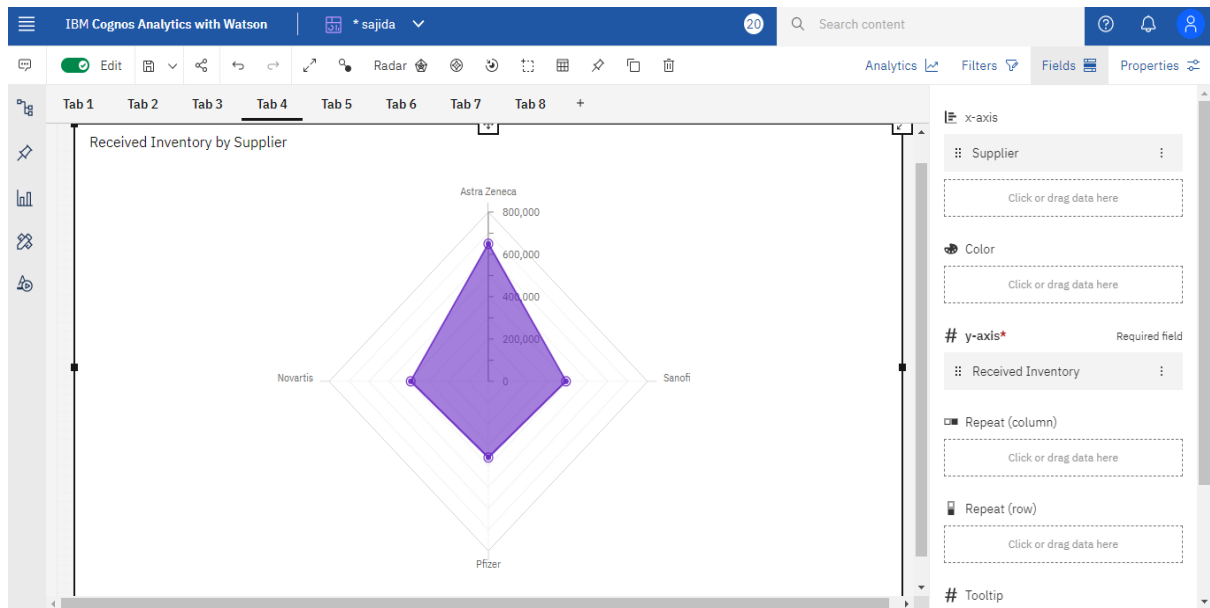 IBM Cognos Analytics with Watson
* sajida
20
Search content
Edit
Radar
Analytics
Filters
Fields
Properties
Tab 1 Tab 2 Tab 3 Tab 4 Tab 5 Tab 6 Tab 7 Tab 8 +
Received Inventory by Supplier
Astra Zeneca
800,000
600,000
400,000
200,000
0
Novartis
Sanofi
Pfizer
x-axis
Supplier
Click or drag data here
Color
Click or drag data here
# y-axis* Required field
Received Inventory
Repeat (column)
Click or drag data here
Repeat (row)
Click or drag data here
# Tooltip